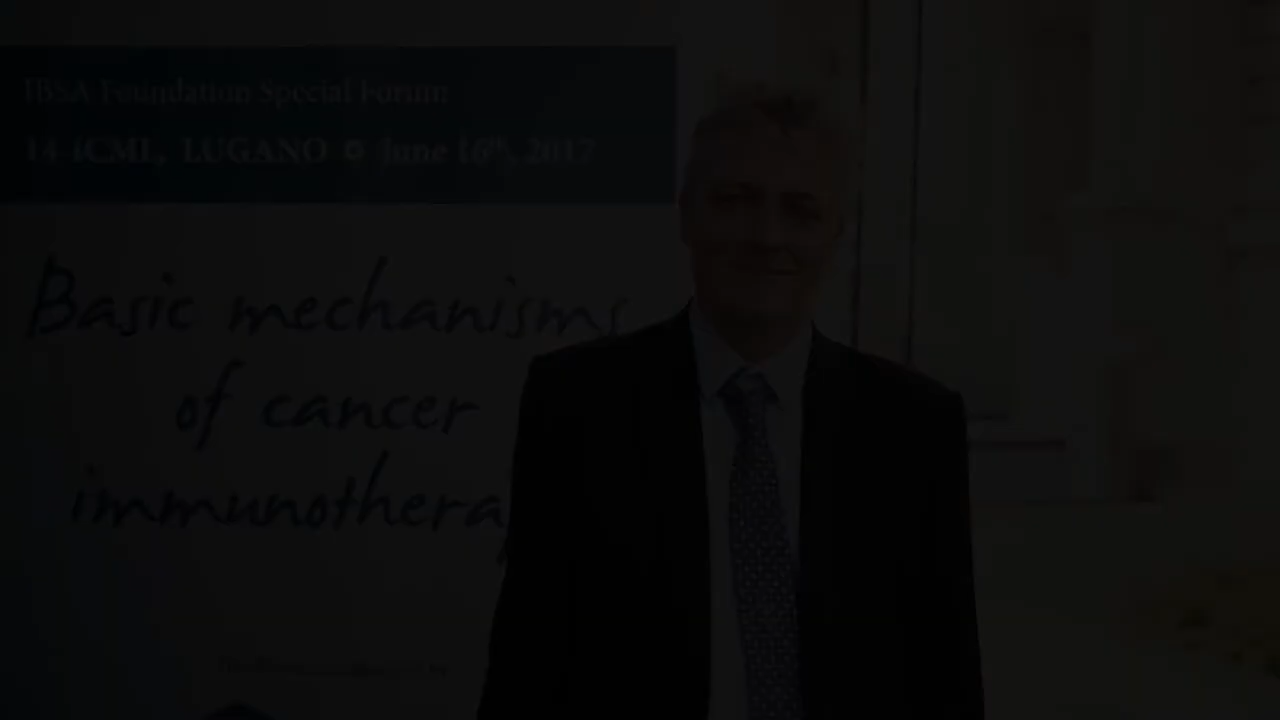 IBSA Foundation Special Forum
14-ICML, LUGANO June 16th, 2017
Basic mechanisms
of cancer
immunothera